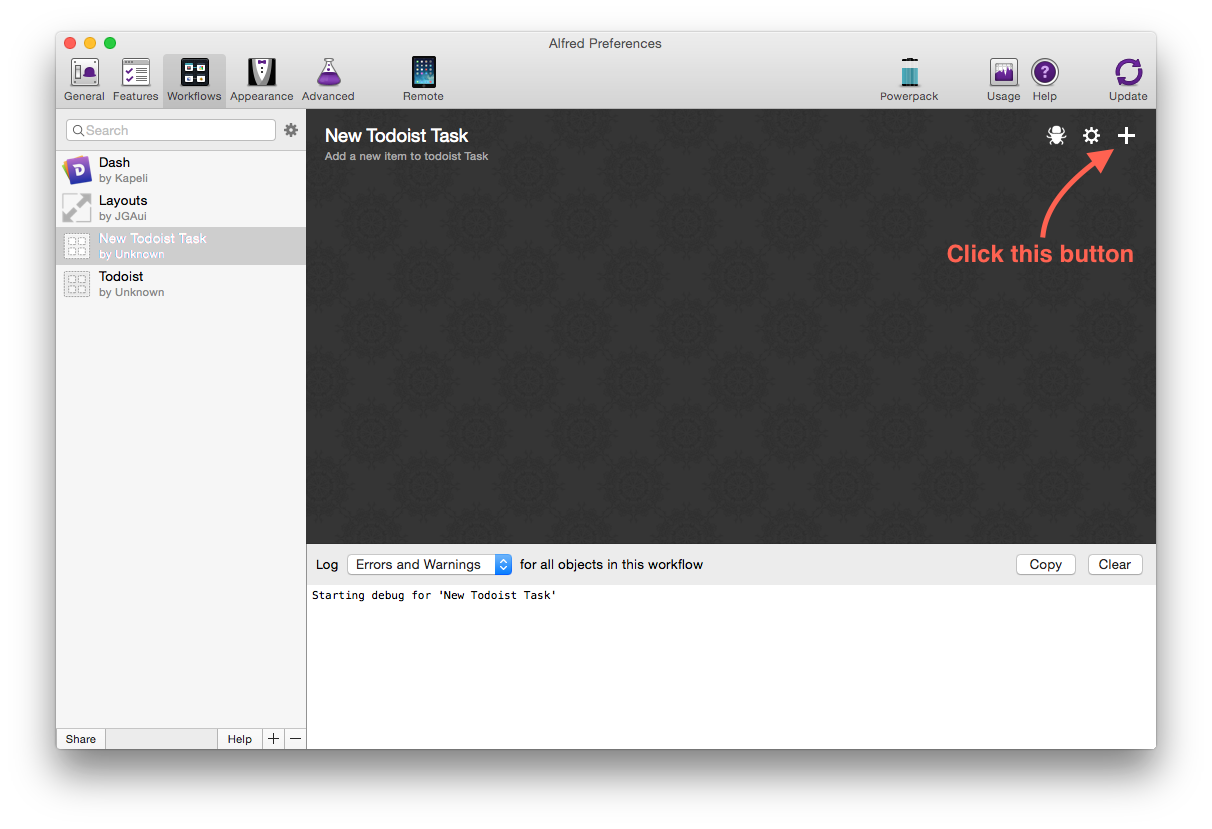 Alfred Preferences
General Features Workflows Appearance Advanced Remote Powerpack Usage Help Update
Search
Dash
by Kapeli
Layouts
by JGAui
New Todoist Task
by Unknown
Todoist
by Unknown
Share
Help
New Todoist Task
Add a new item to todoist Task
Click this button
Log Errors and Warnings for all objects in this workflow Copy Clear
Starting debug for 'New Todoist Task'